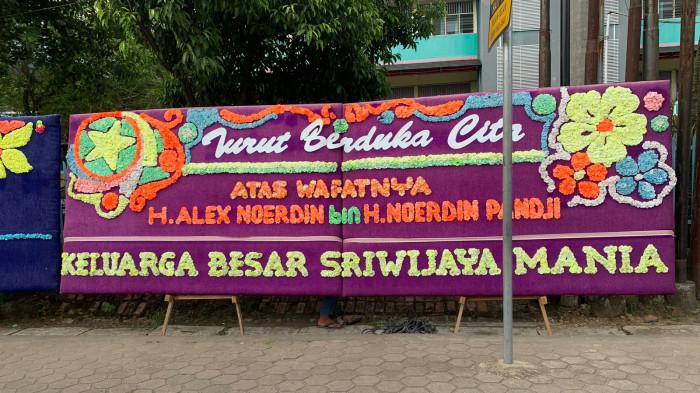 Turut Berduka Cita
ATAS WAFATNYA
H. ALEX NOERDIN bin H. NOERDIN PANDJI
KELUARGA BESAR SRIWIJAYA MANIA